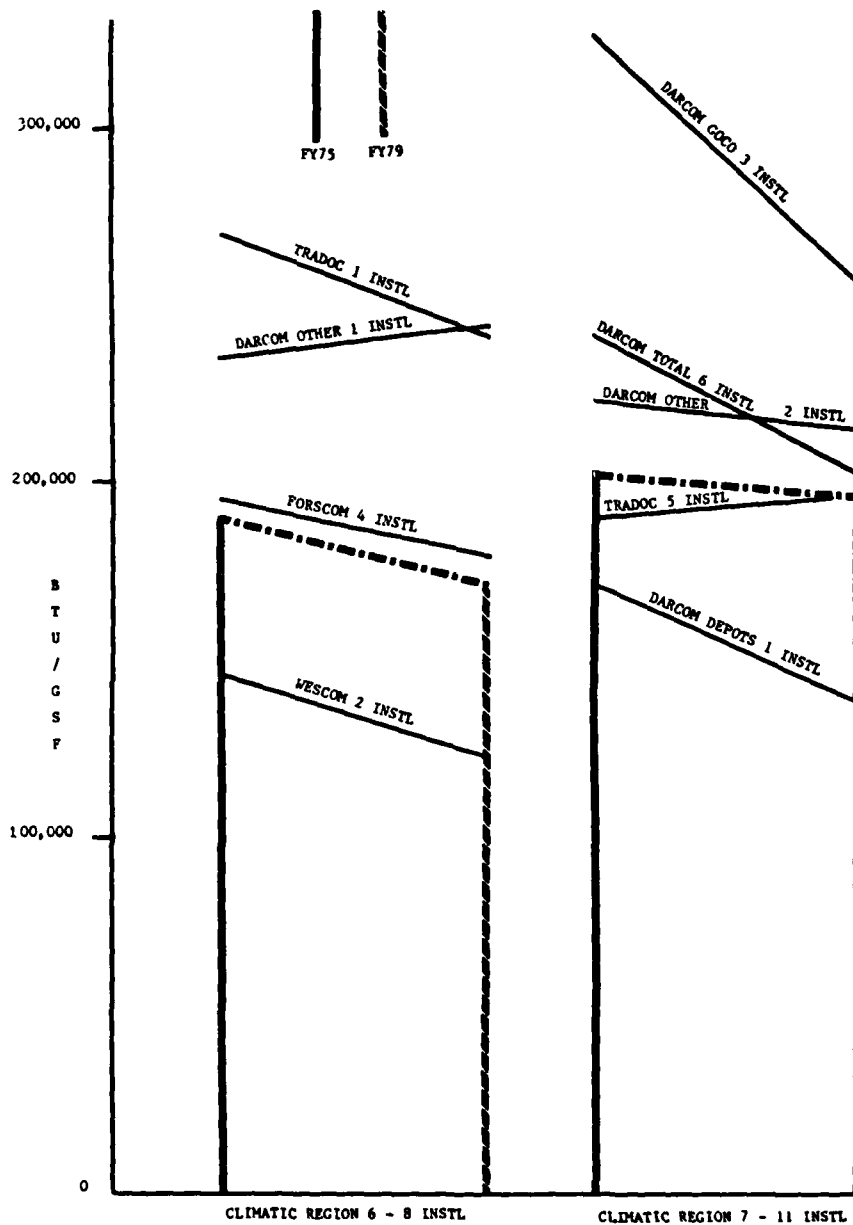 300,000
FY75 FY79
DARCOM GOCO 3 INSTL
TRADOC 1 INSTL
DARCOM OTHER 1 INSTL
DARCOM TOTAL 6 INSTL
DARCOM OTHER 2 INSTL
200,000
FORSCOM 4 INSTL
TRADOC 5 INSTL
BTU/GSF
DARCOM DEPOTS 1 INSTL
WESCOM 2 INSTL
100,000
0
CLIMATIC REGION 6 - 8 INSTL
CLIMATIC REGION 7 - 11 INSTL